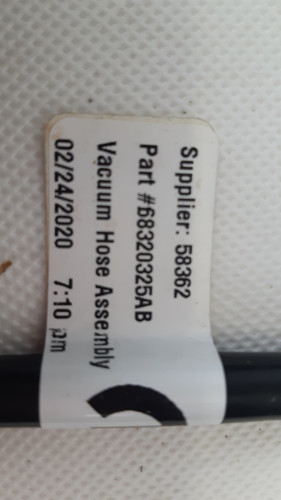 Supplier: 58362
Part #68320325AB
Vacuum Hose Assembly
02/24/2020 7:10 pm